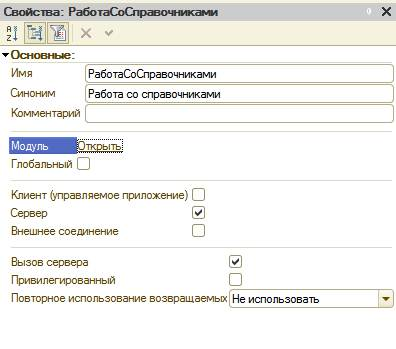 Свойства: РаботаСоСправочниками
Основные:
Имя РаботаСоСправочниками
Синоним Работа со справочниками
Комментарий
Модуль Открыть
Глобальный
Клиент (управляемое приложение)
Сервер
Внешнее соединение
Вызов сервера
Привилегированный
Повторное использование возвращаемых Не использовать